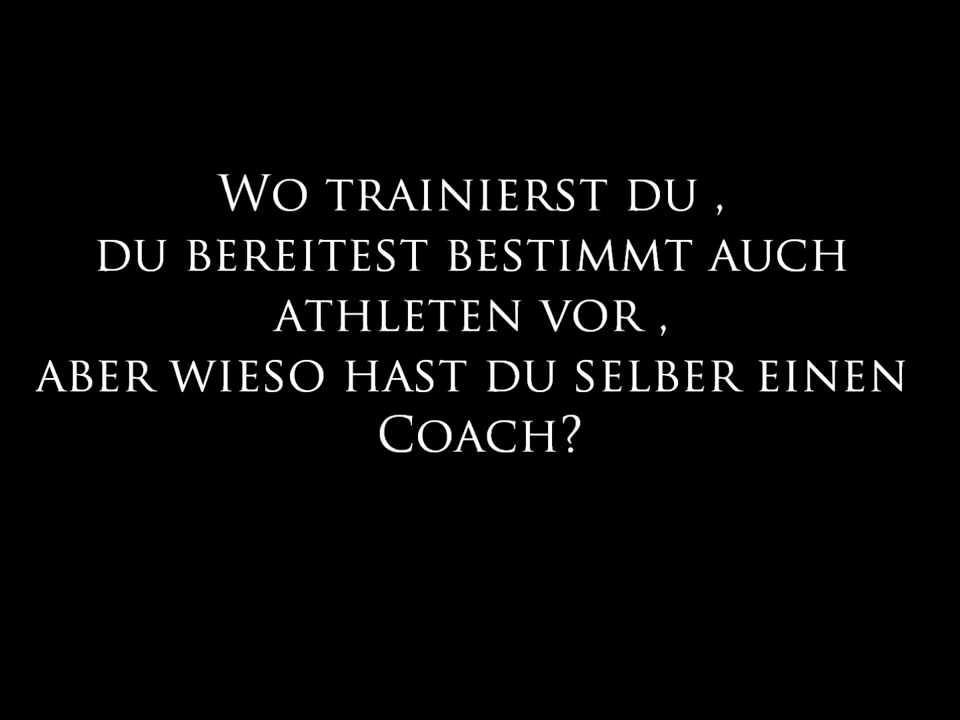 Wo trainierst du ,
du bereitest bestimmt auch
athleten vor ,
aber wieso hast du selber einen
Coach?